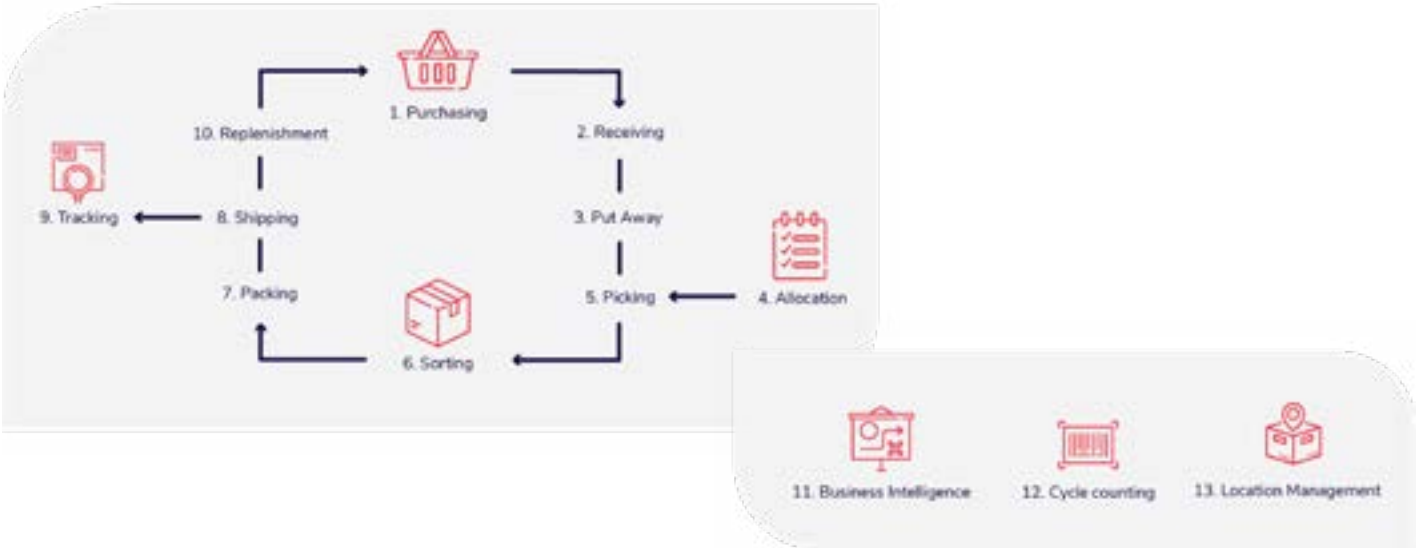 1. Purchasing
2. Receiving
3. Put Away
4. Allocation
5. Picking
6. Sorting
7. Packing
8. Shipping
9. Tracking
10. Replenishment
11. Business Intelligence
12. Cycle counting
13. Location Management